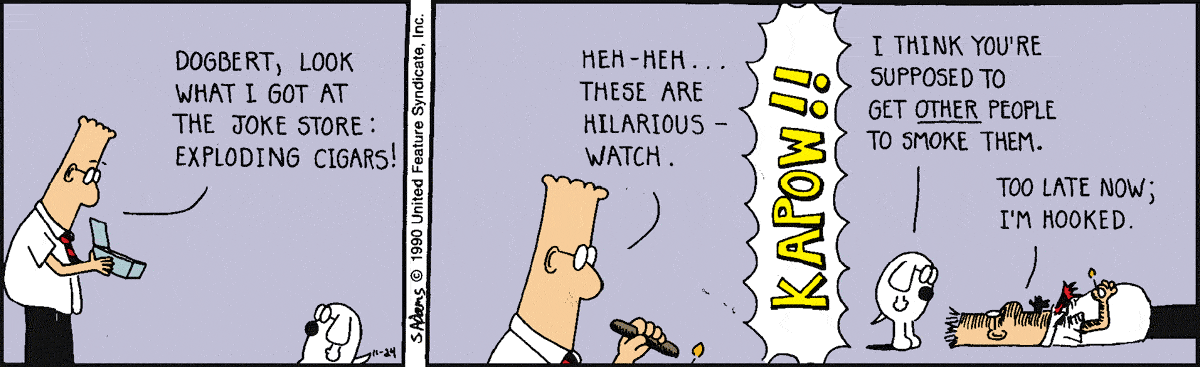 DOGBERT, LOOK
WHAT I GOT AT
THE JOKE STORE:
EXPLODING CIGARS!
11-24
S.Adams © 1990 United Feature Syndicate, Inc.
HEH-HEH...
THESE ARE
HILARIOUS -
WATCH.
KAPOW!!
I THINK YOU'RE
SUPPOSED TO
GET OTHER PEOPLE
TO SMOKE THEM.
TOO LATE NOW;
I'M HOOKED.